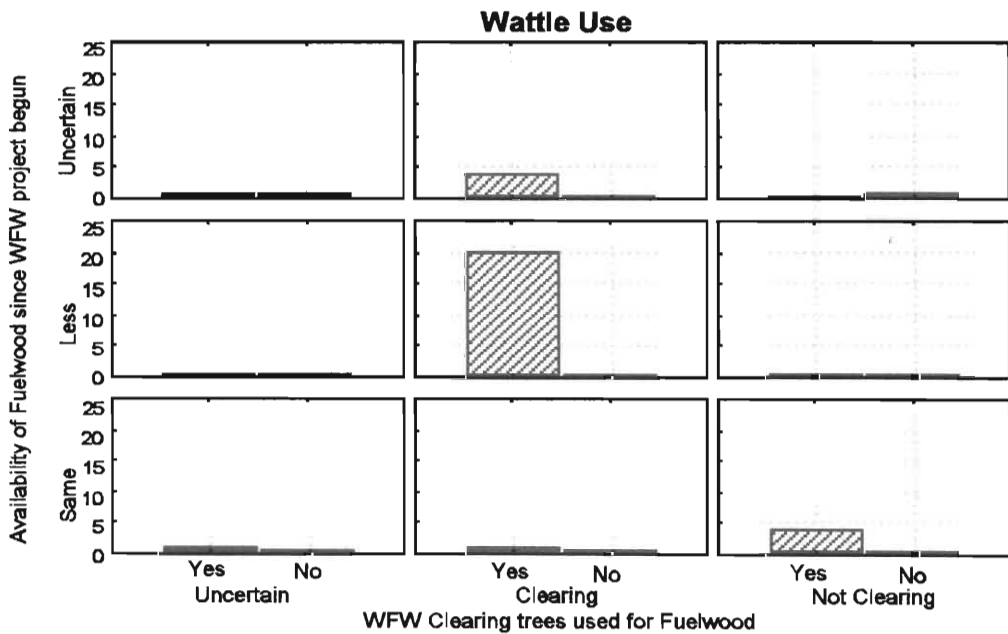 Wattle Use
Availability of Fuelwood since WFW project begun
Uncertain
25
20
15
10
5
0
Less
25
20
15
10
5
0
Same
25
20
15
10
5
0
Yes No Yes No Yes No
Uncertain Clearing Not Clearing
WFW Clearing trees used for Fuelwood